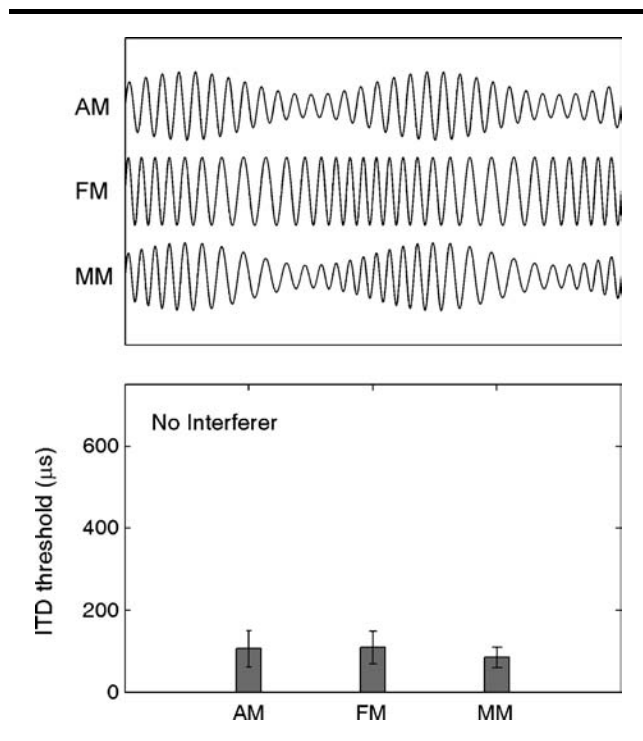 AM
FM
MM
No Interferer
ITD threshold (μs)
600
400
200
0
AM FM MM